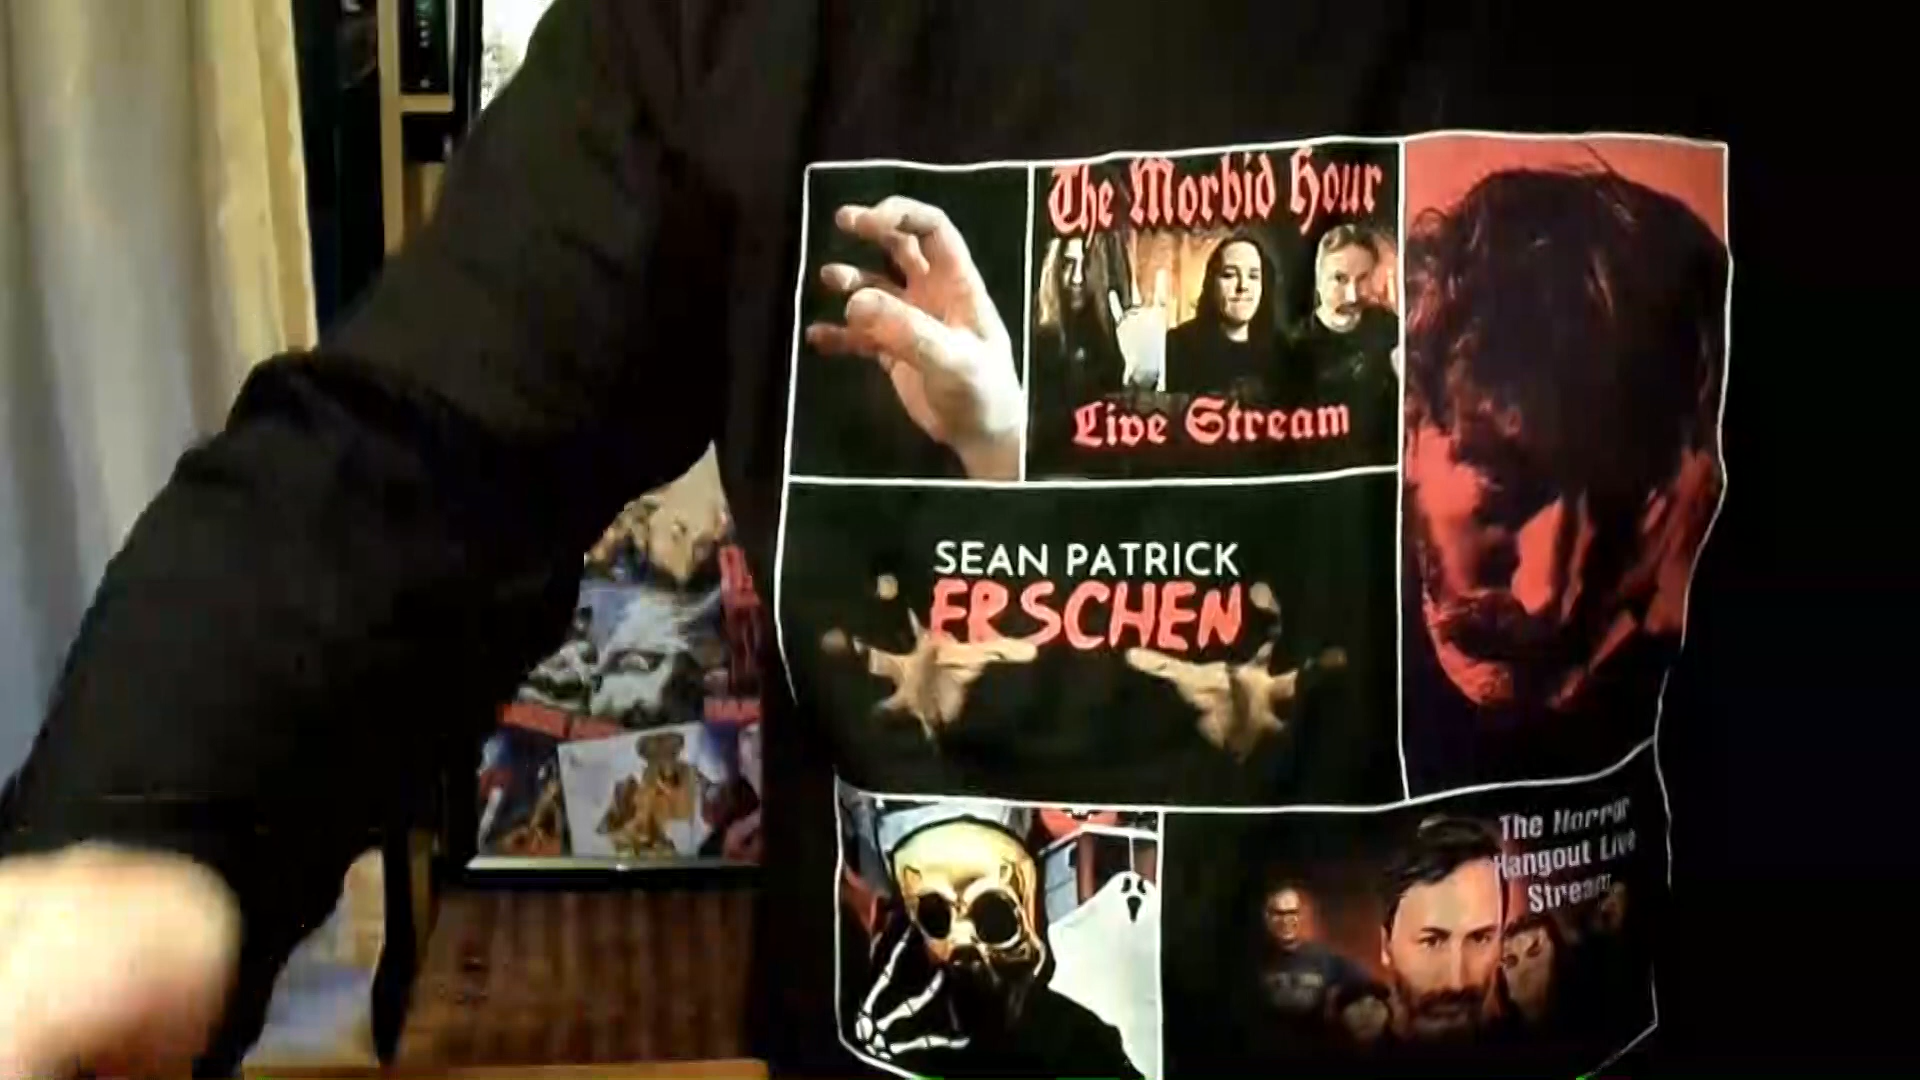 The Morbid Hour
Live Stream
SEAN PATRICK
ERSCHEN
The Horror
Hangout Live
Stream